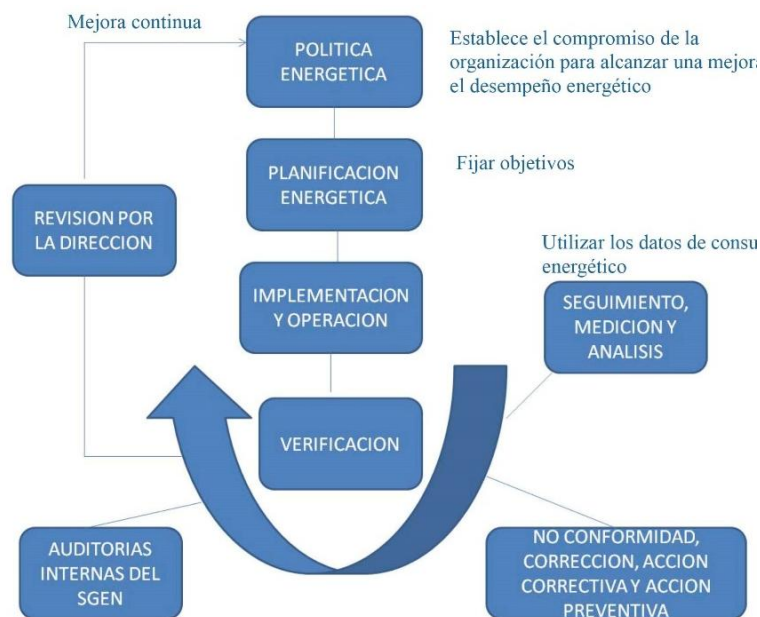 Mejora continua
POLITICA
ENERGETICA
Establece el compromiso de la
organización para alcanzar una mejora
el desempeño energético
PLANIFICACION
ENERGETICA
Fijar objetivos
REVISION POR
LA DIRECCION
Utilizar los datos de consu
energético
IMPLEMENTACION
Y OPERACION
SEGUIMIENTO,
MEDICION Y
ANALISIS
VERIFICACION
AUDITORIAS
INTERNAS DEL
SGEN
NO CONFORMIDAD,
CORRECCION, ACCION
CORRECTIVA Y ACCION
PREVENTIVA